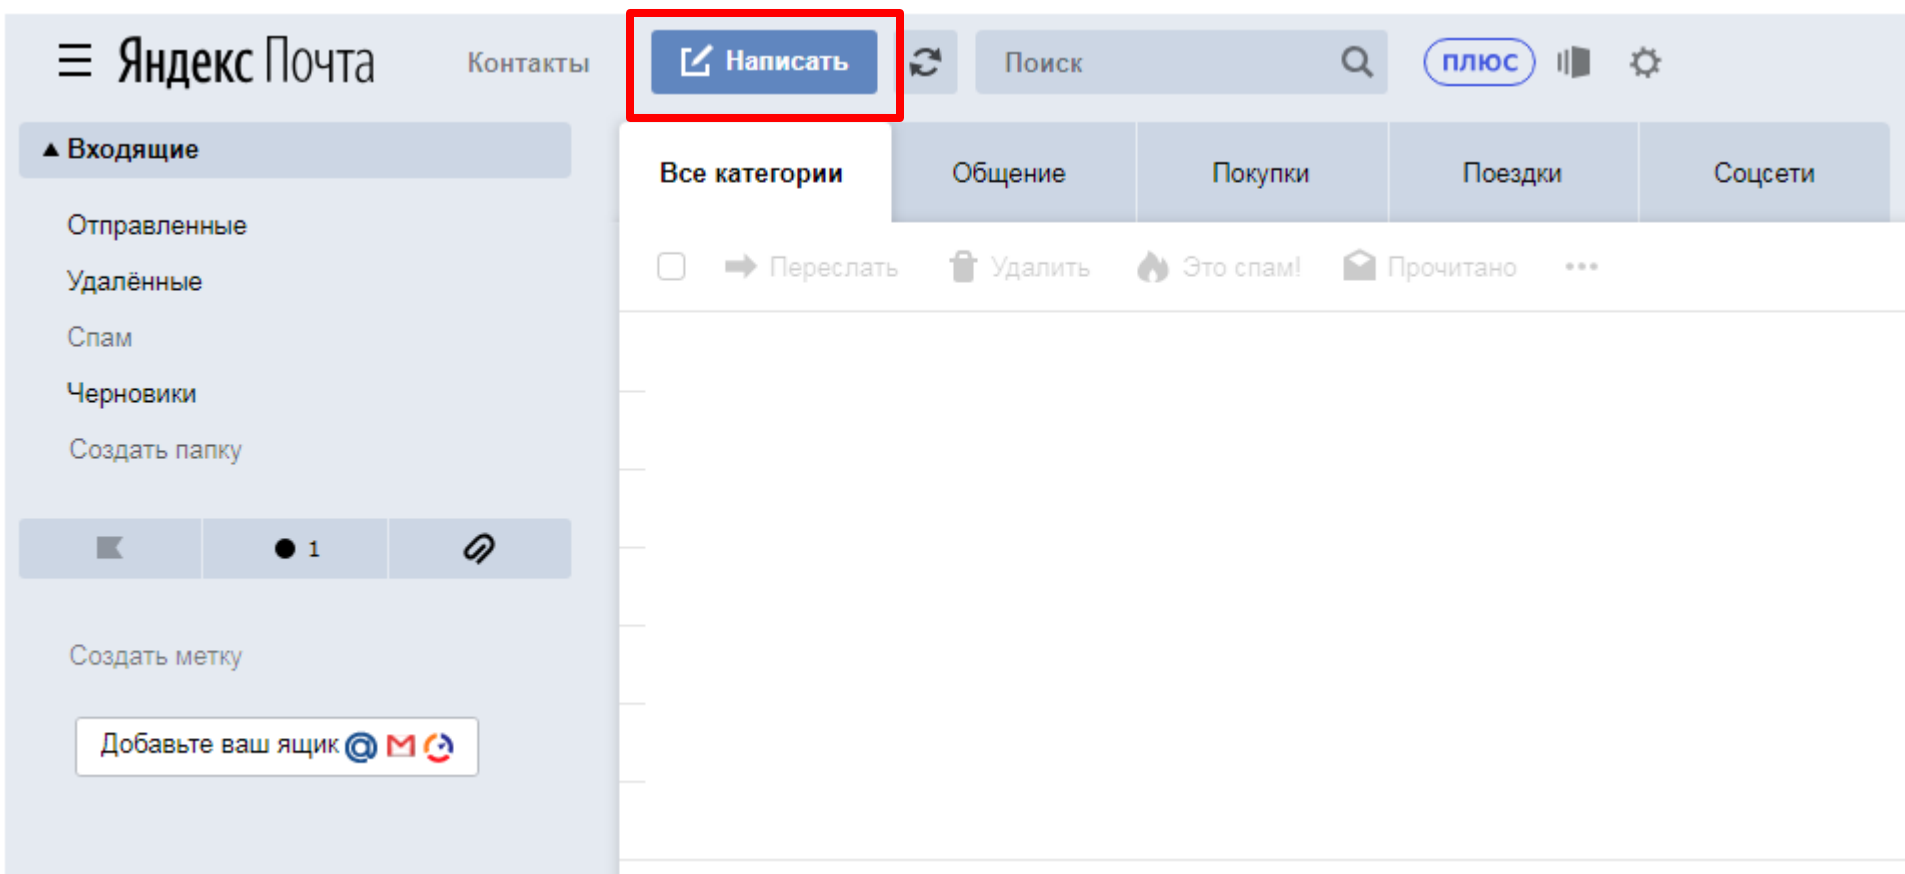 Яндекс Почта
Контакты
Написать
Поиск
ПЛЮС
Входящие
Отправленные
Удалённые
Спам
Черновики
Создать папку
1
Создать метку
Добавьте ваш ящик
Все категории
Общение
Покупки
Поездки
Соцсети
Переслать
Удалить
Это спам!
Прочитано